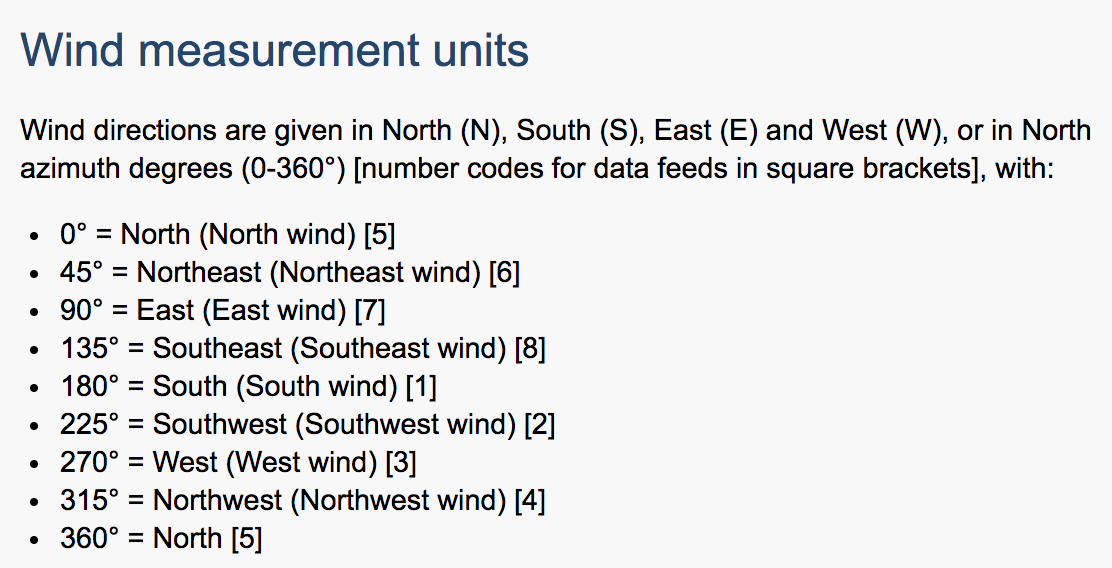 Wind measurement units
Wind directions are given in North (N), South (S), East (E) and West (W), or in North
azimuth degrees (0-360°) [number codes for data feeds in square brackets], with:
• 0° = North (North wind) [5]
• 45° = Northeast (Northeast wind) [6]
• 90° = East (East wind) [7]
• 135° = Southeast (Southeast wind) [8]
• 180° = South (South wind) [1]
• 225° = Southwest (Southwest wind) [2]
• 270° = West (West wind) [3]
• 315° = Northwest (Northwest wind) [4]
• 360° = North [5]